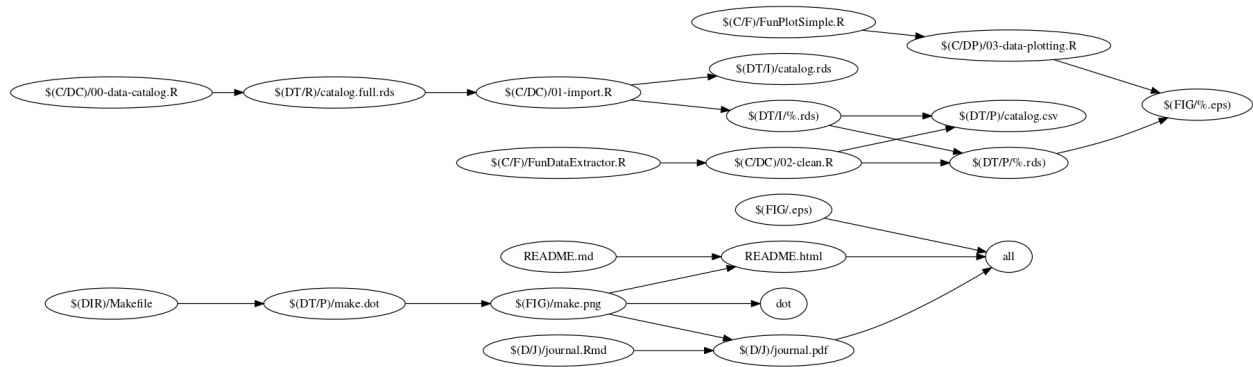 $(C/F)/FunPlotSimple.R
$(C/DP)/03-data-plotting.R
$(DT/I)/catalog.rds
$(C/DC)/00-data-catalog.R
$(DT/R)/catalog.full.rds
$(C/DC)/01-import.R
$(FIG/%.eps)
$(DT/I/%.rds)
$(DT/P)/catalog.csv
$(C/F)/FunDataExtractor.R
$(C/DC)/02-clean.R
$(DT/P/%.rds)
$(FIG/.eps)
README.md
README.html
all
$(DIR)/Makefile
$(DT/P)/make.dot
$(FIG)/make.png
dot
$(D/J)/journal.Rmd
$(D/J)/journal.pdf